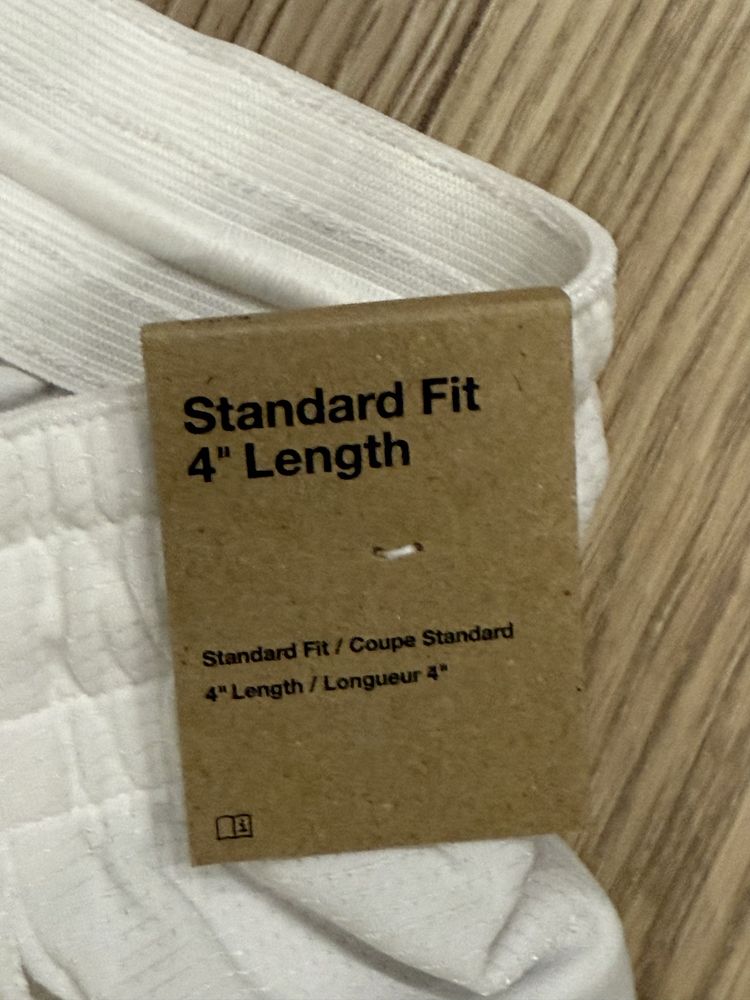 Standard Fit
4" Length
Standard Fit / Coupe Standard
4" Length / Longueur 4"
i